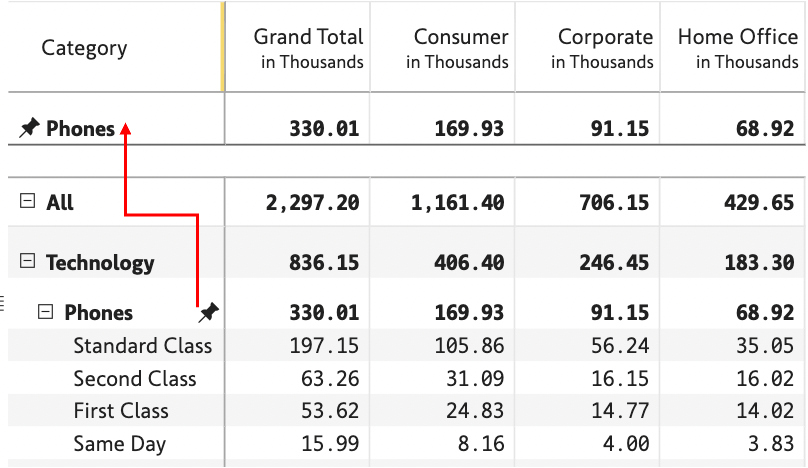 Category Grand Total Consumer Corporate Home Office
in Thousands in Thousands in Thousands in Thousands
Phones 330.01 169.93 91.15 68.92
All 2,297.20 1,161.40 706.15 429.65
Technology 836.15 406.40 246.45 183.30
Phones 330.01 169.93 91.15 68.92
Standard Class 197.15 105.86 56.24 35.05
Second Class 63.26 31.09 16.15 16.02
First Class 53.62 24.83 14.77 14.02
Same Day 15.99 8.16 4.00 3.83